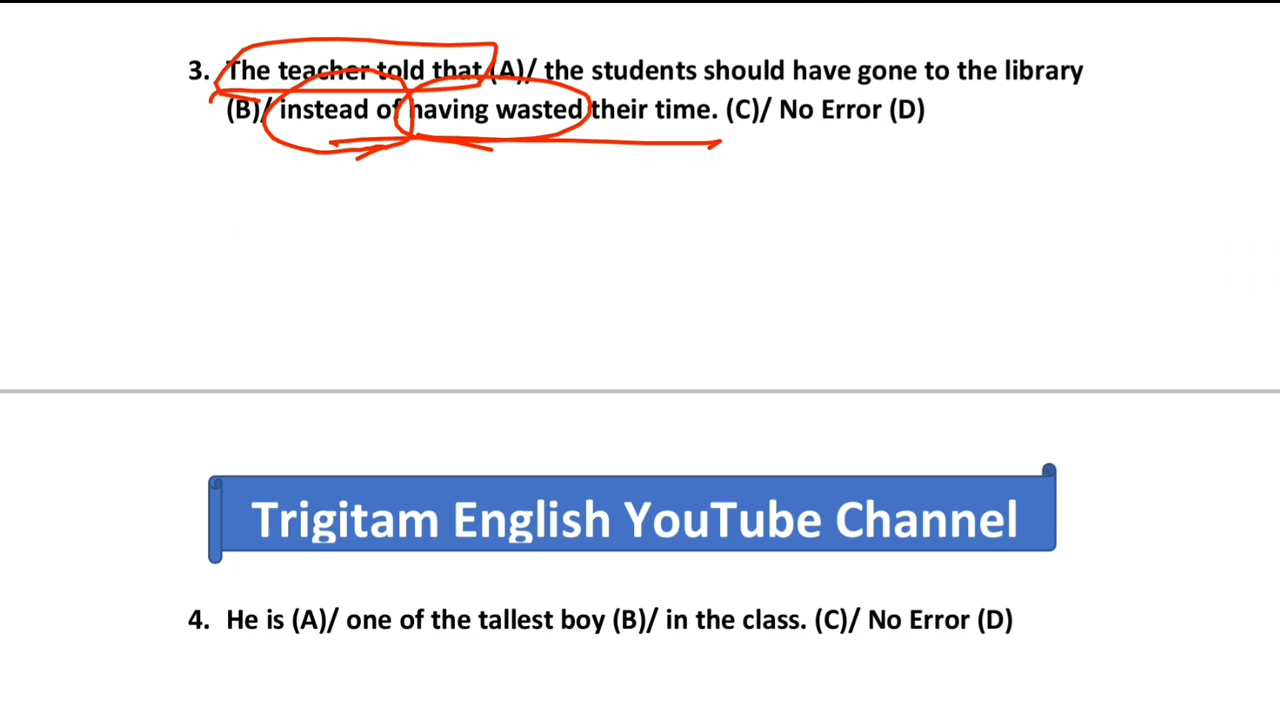 3. The teacher told that (A)/ the students should have gone to the library
(B)/ instead of having wasted their time. (C)/ No Error (D)
Trigitam English YouTube Channel
4. He is (A)/ one of the tallest boy (B)/ in the class. (C)/ No Error (D)